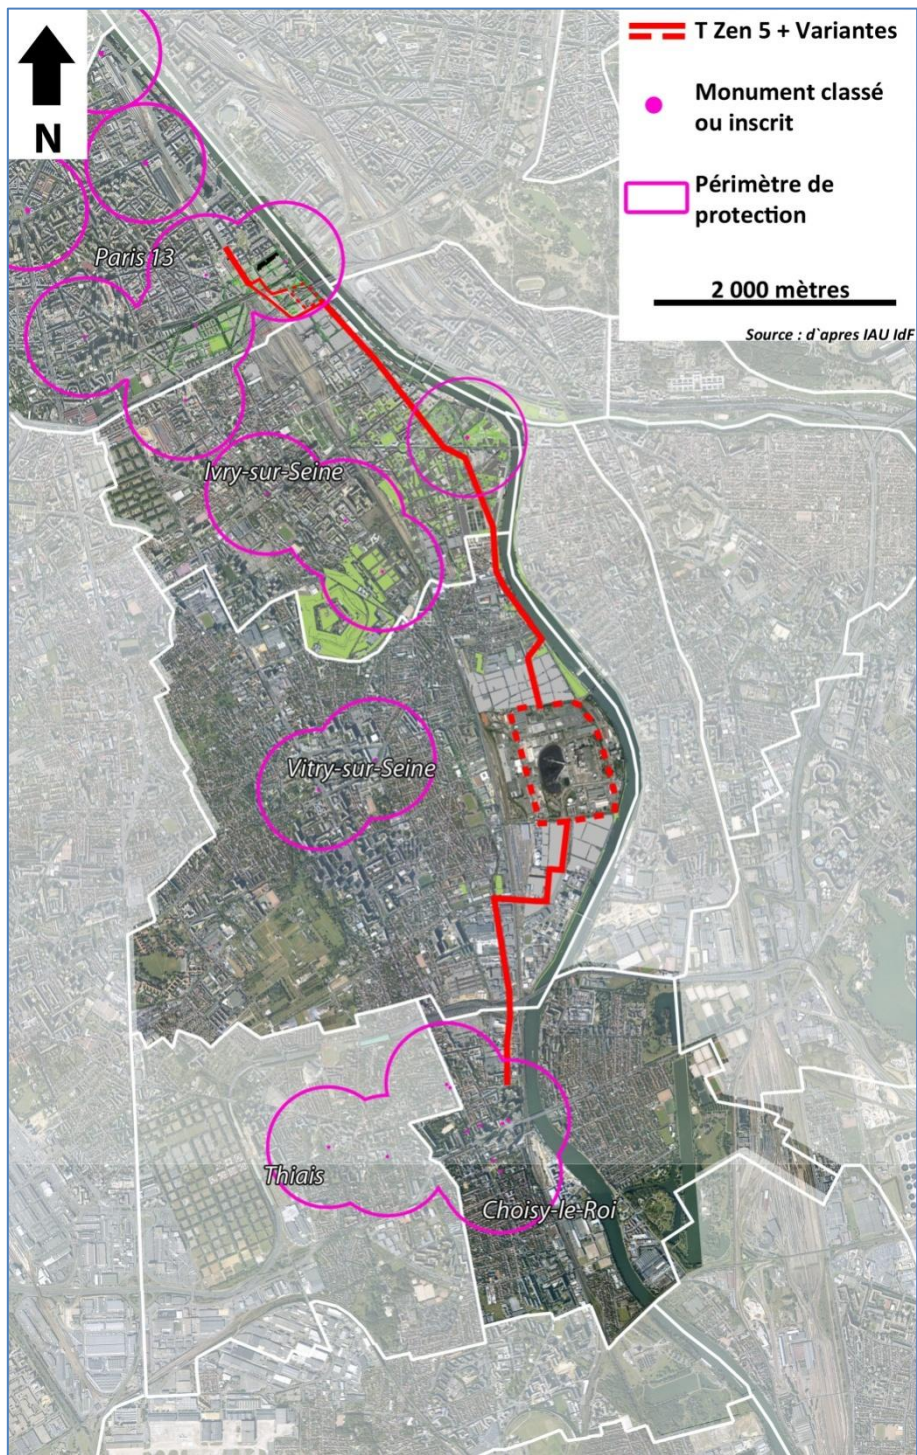 N
T Zen 5 + Variantes
Monument classé
ou inscrit
Périmètre de
protection
2 000 mètres
Source : d`apres IAU IdF
Paris 13
Ivry-sur-Seine
Vitry-sur-Seine
Thiais
Choisy-le-Roi